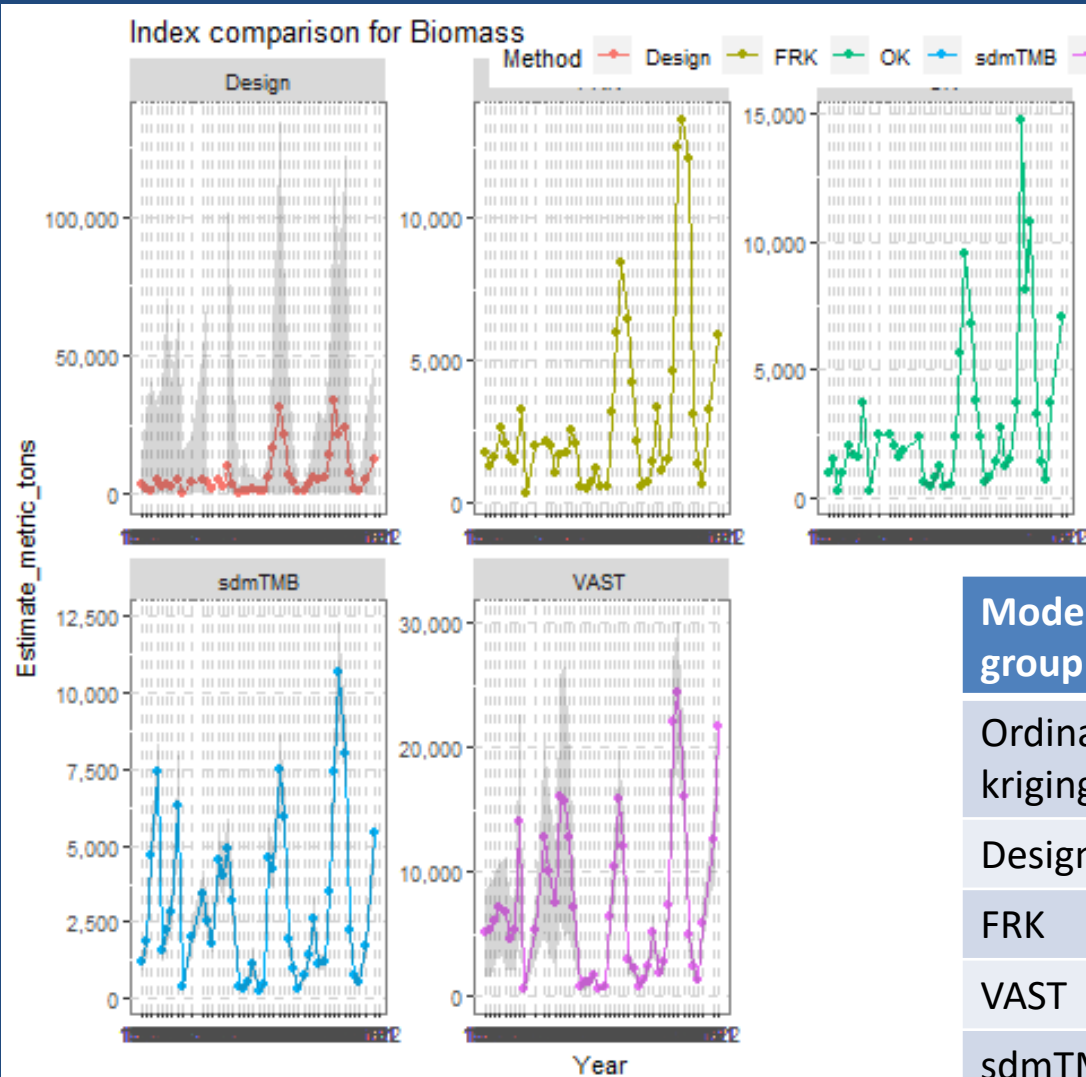 Index comparison for Biomass
Method Design FRK OK sdmTMB
Design
100,000
50,000
0
10,000
5,000
0
15,000
10,000
5,000
0
Estimate_metric_tons
sdmTMB
12,500
10,000
7,500
5,000
2,500
0
VAST
30,000
20,000
10,000
0
Year
group
Design
FRK
VAST